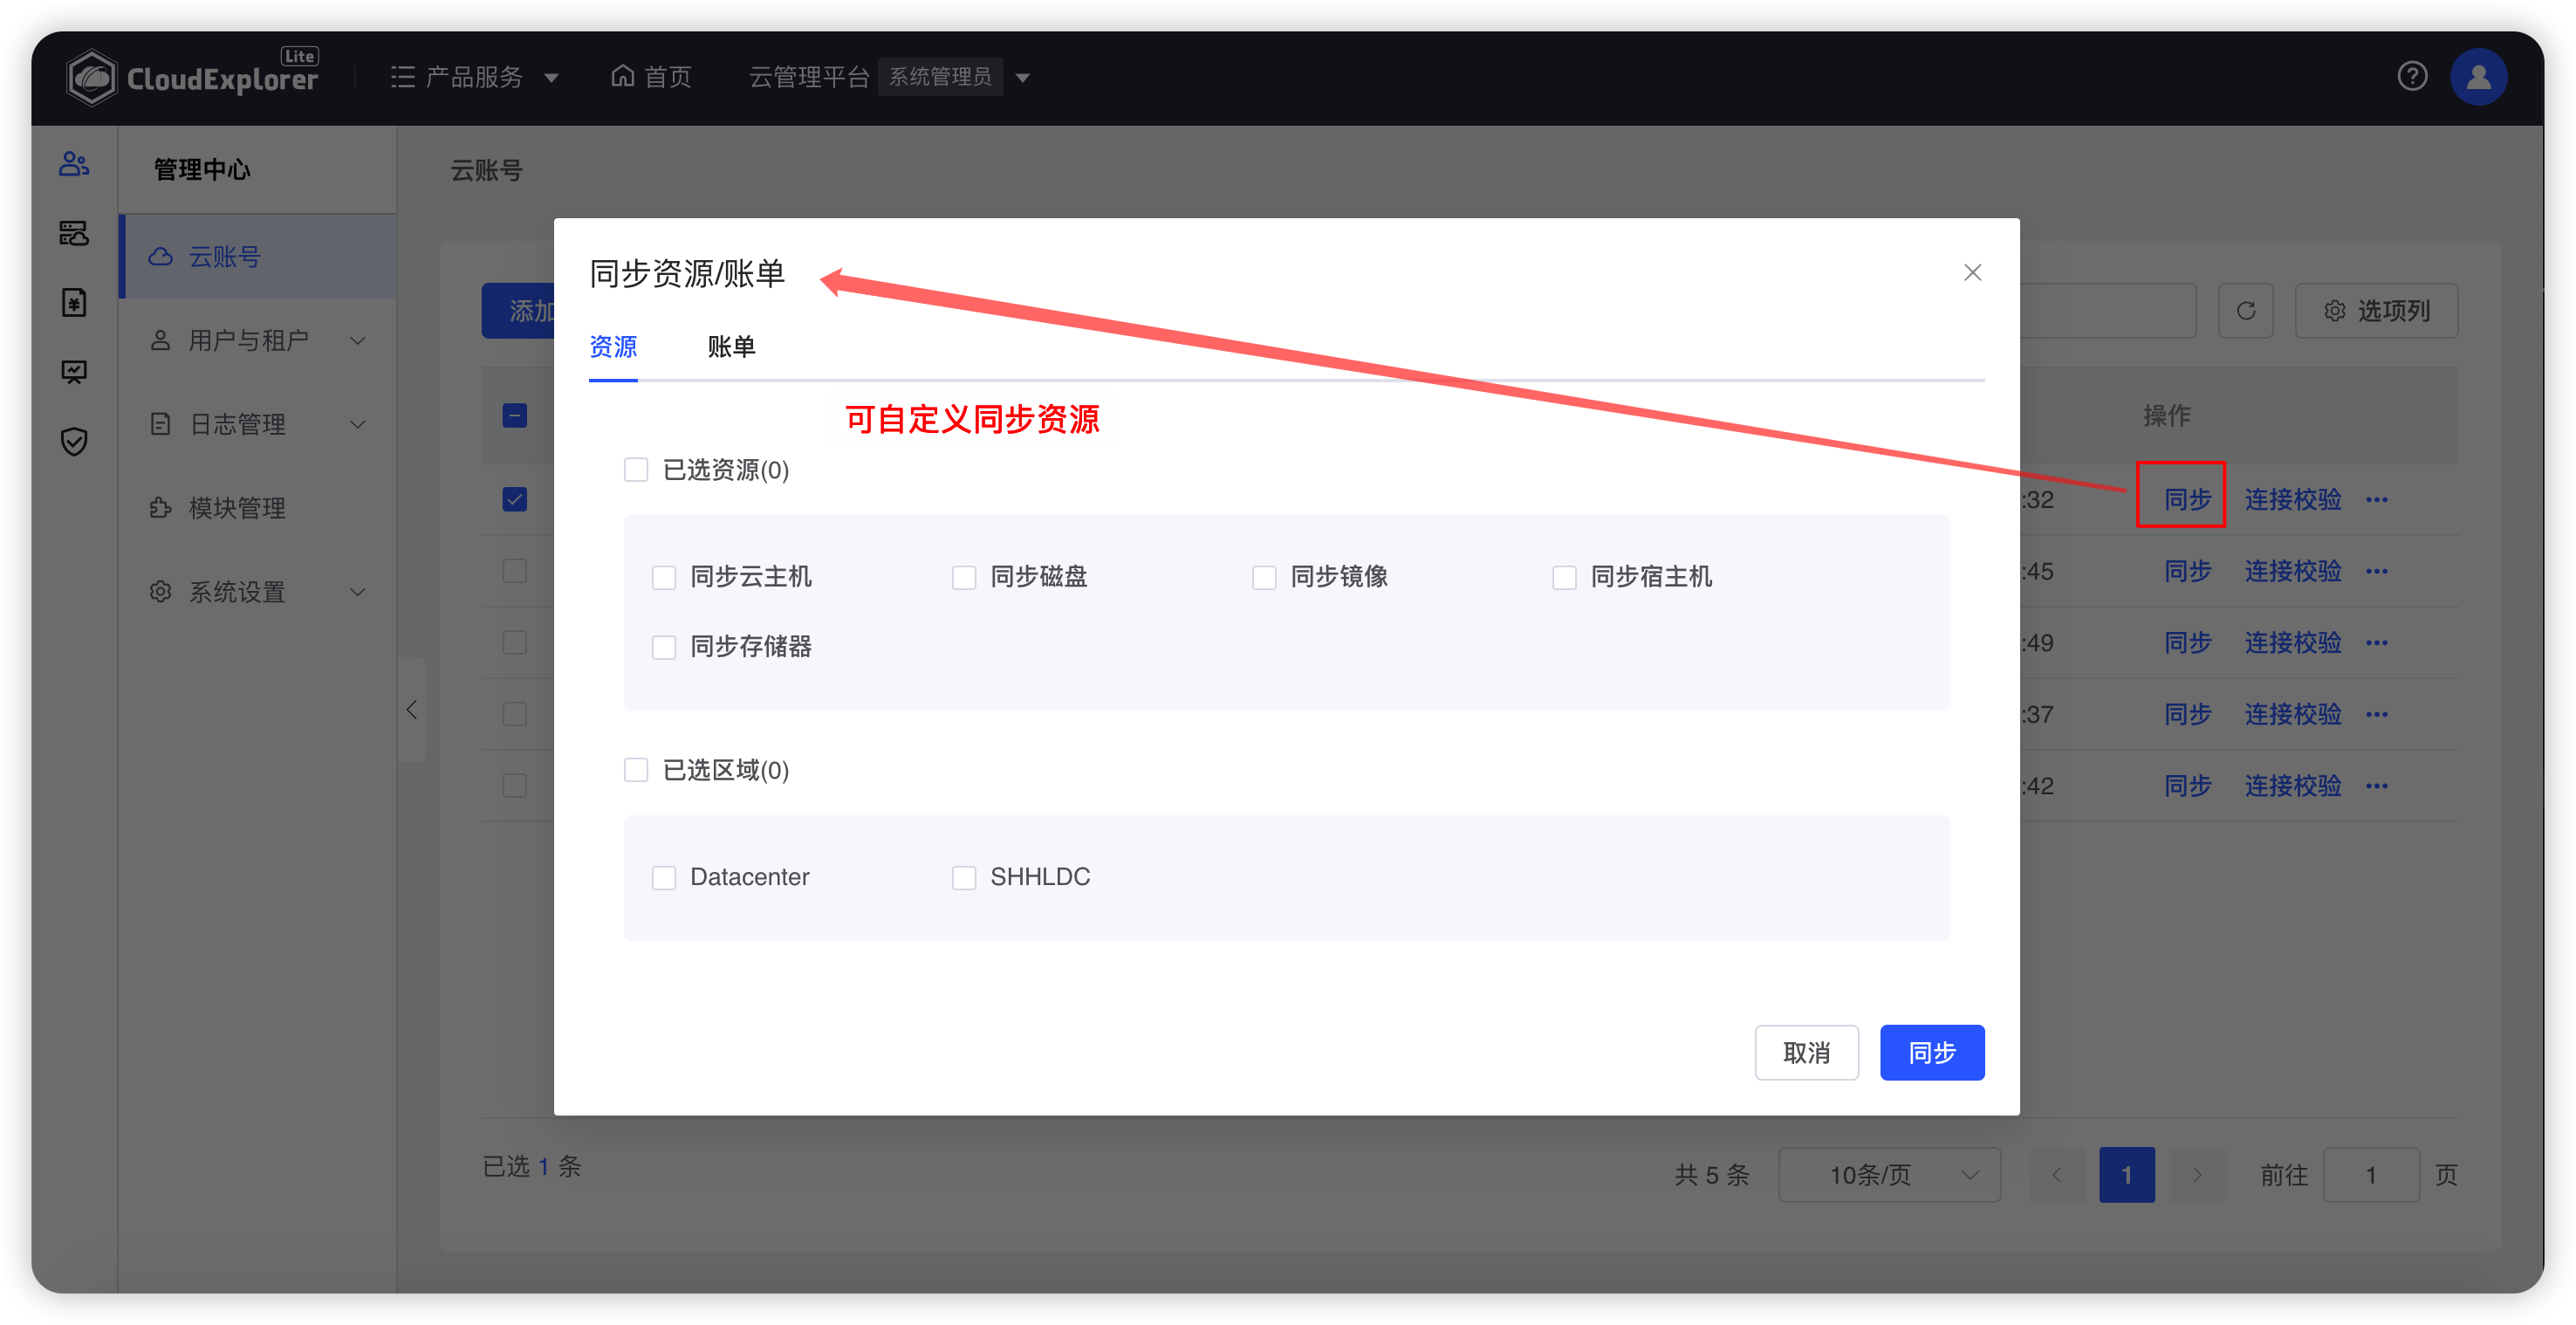 CloudExplorer Lite
产品服务
首页
云管理平台 系统管理员
管理中心
云账号
用户与租户
日志管理
模块管理
系统设置
云账号
添加
选项列
操作
:32 同步 连接校验 •••
:45 同步 连接校验 •••
:49 同步 连接校验 •••
:37 同步 连接校验 •••
:42 同步 连接校验 •••
同步资源/账单
资源 账单
可自定义同步资源
已选资源(0)
同步云主机 同步磁盘 同步镜像 同步宿主机
同步存储器
已选区域(0)
Datacenter SHHLDC
取消 同步
已选 1 条
共 5 条 10条/页 1 前往 1 页